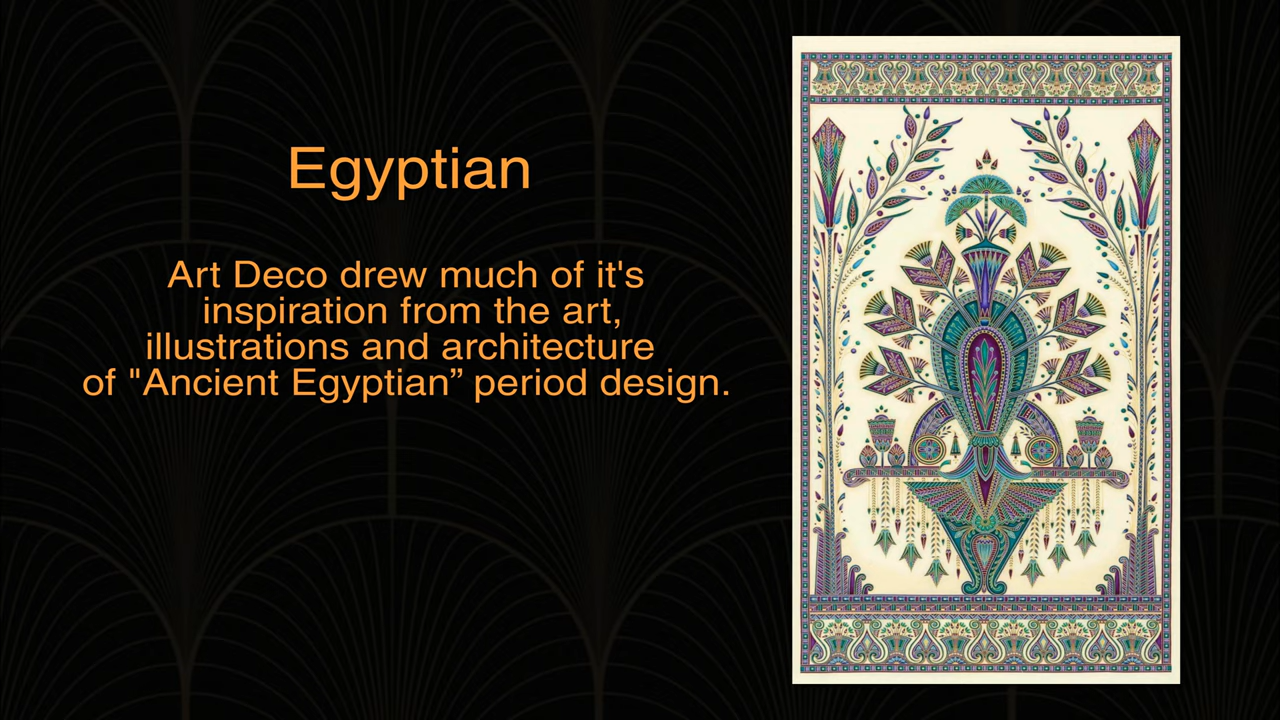 Egyptian
Art Deco drew much of it's
inspiration from the art,
illustrations and architecture
of "Ancient Egyptian” period design.